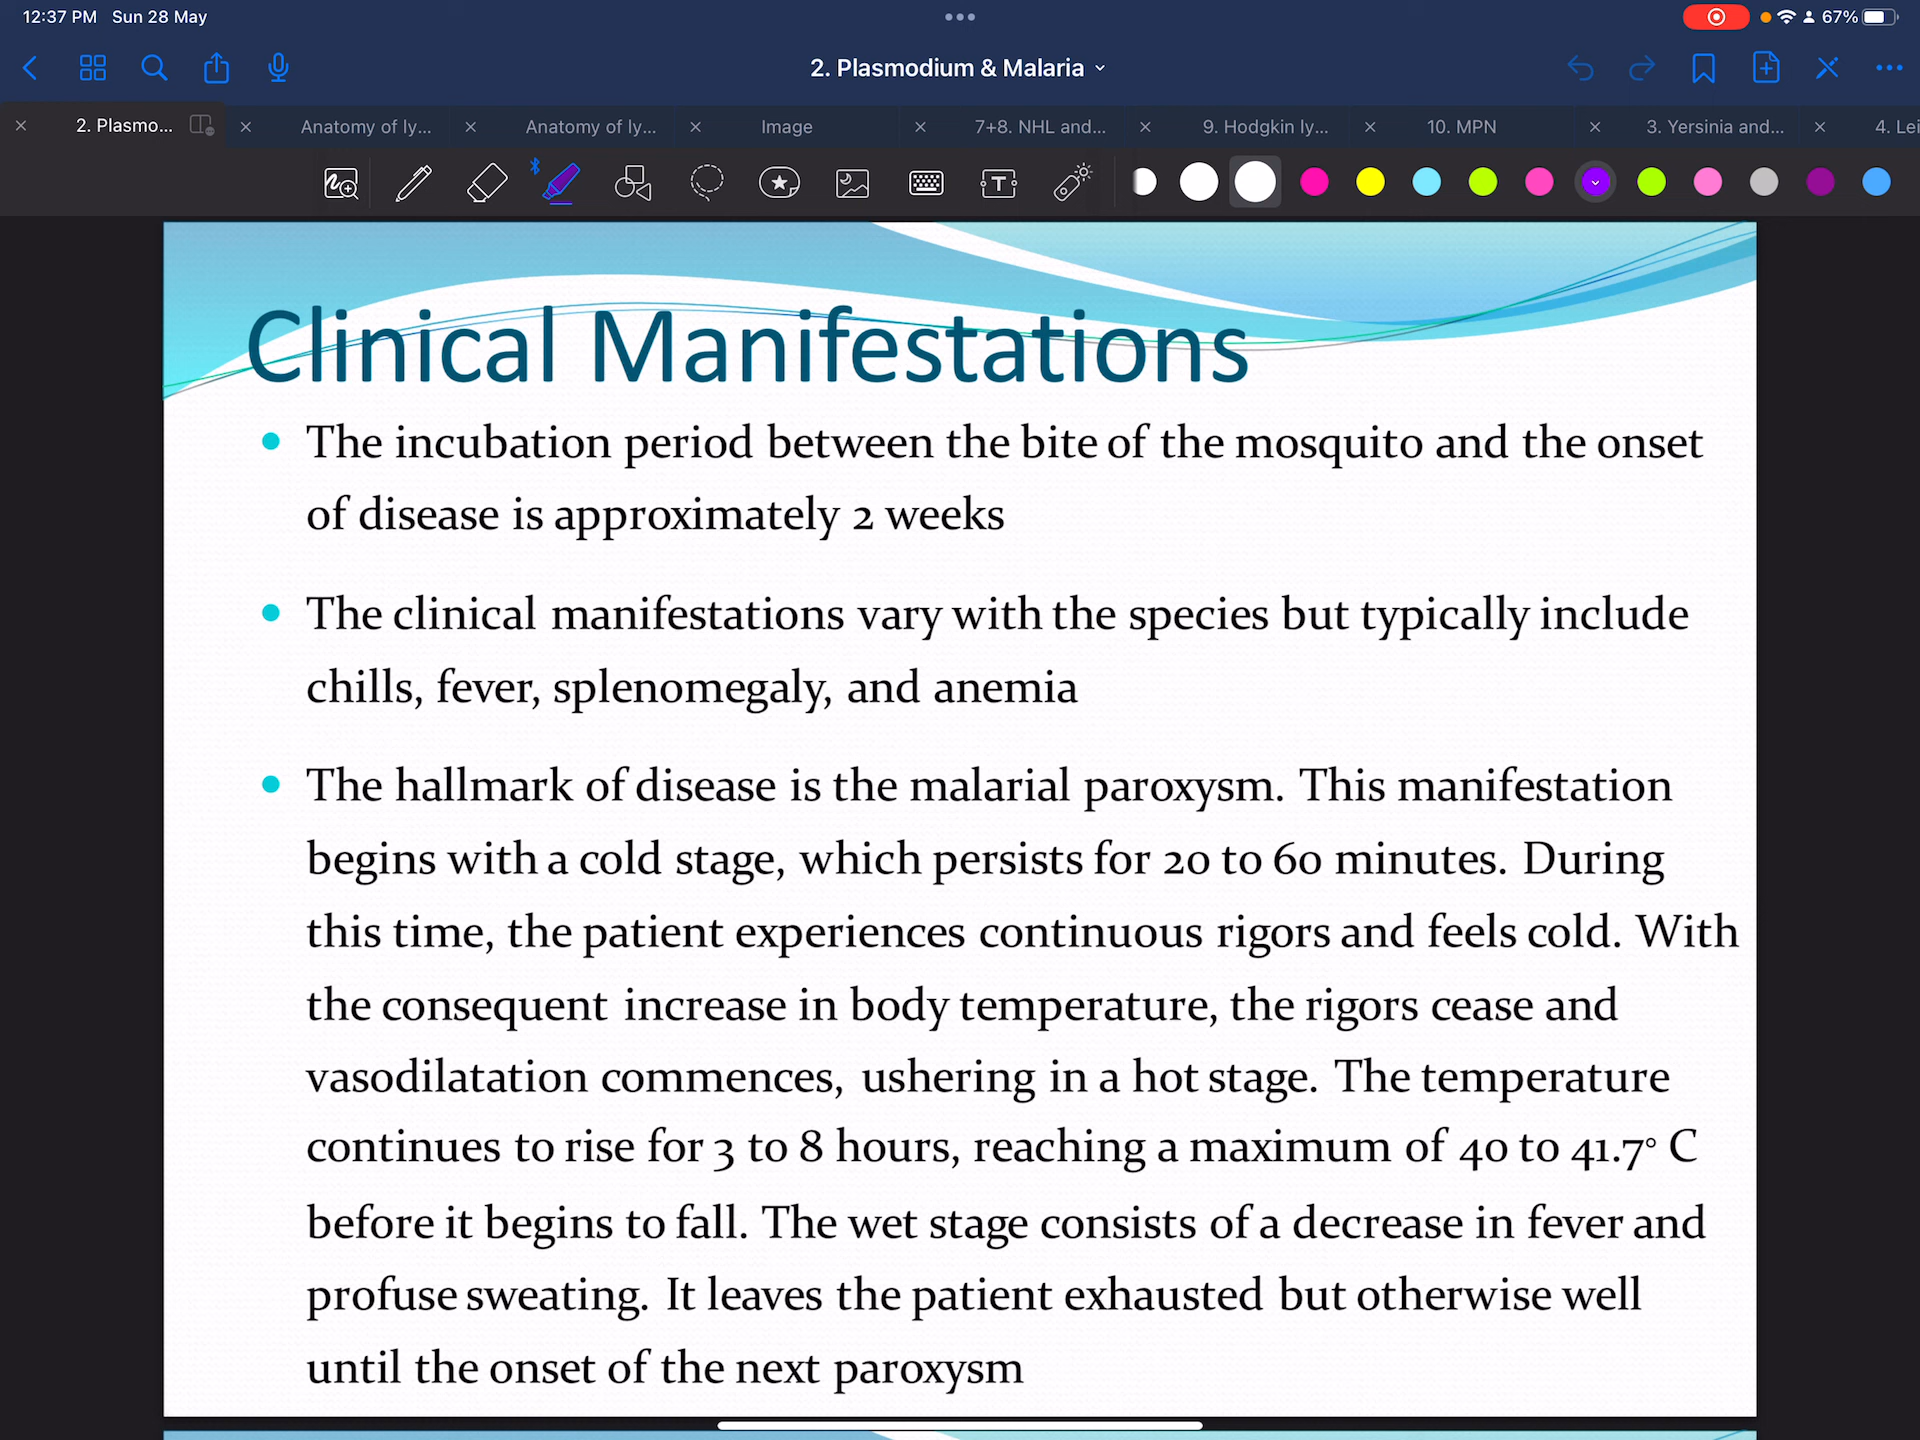 12:37 PM Sun 28 May
67%
2. Plasmodium & Malaria
2. Plasmo...
Anatomy of ly...
Anatomy of ly...
Image
7+8. NHL and...
9. Hodgkin ly...
10. MPN
3. Yersinia and...
4. Lei
Clinical Manifestations
• The incubation period between the bite of the mosquito and the onset
of disease is approximately 2 weeks
• The clinical manifestations vary with the species but typically include
chills, fever, splenomegaly, and anemia
• The hallmark of disease is the malarial paroxysm. This manifestation
begins with a cold stage, which persists for 20 to 60 minutes. During
this time, the patient experiences continuous rigors and feels cold. With
the consequent increase in body temperature, the rigors cease and
vasodilatation commences, ushering in a hot stage. The temperature
continues to rise for 3 to 8 hours, reaching a maximum of 40 to 41.7° C
before it begins to fall. The wet stage consists of a decrease in fever and
profuse sweating. It leaves the patient exhausted but otherwise well
until the onset of the next paroxysm